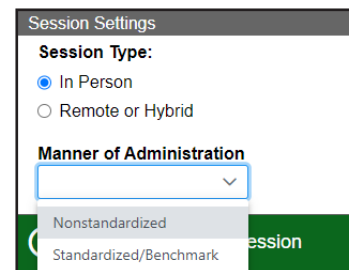 Session Settings
Session Type:
In Person
Remote or Hybrid
Manner of Administration
Nonstandardized
ession
Standardized/Benchmark